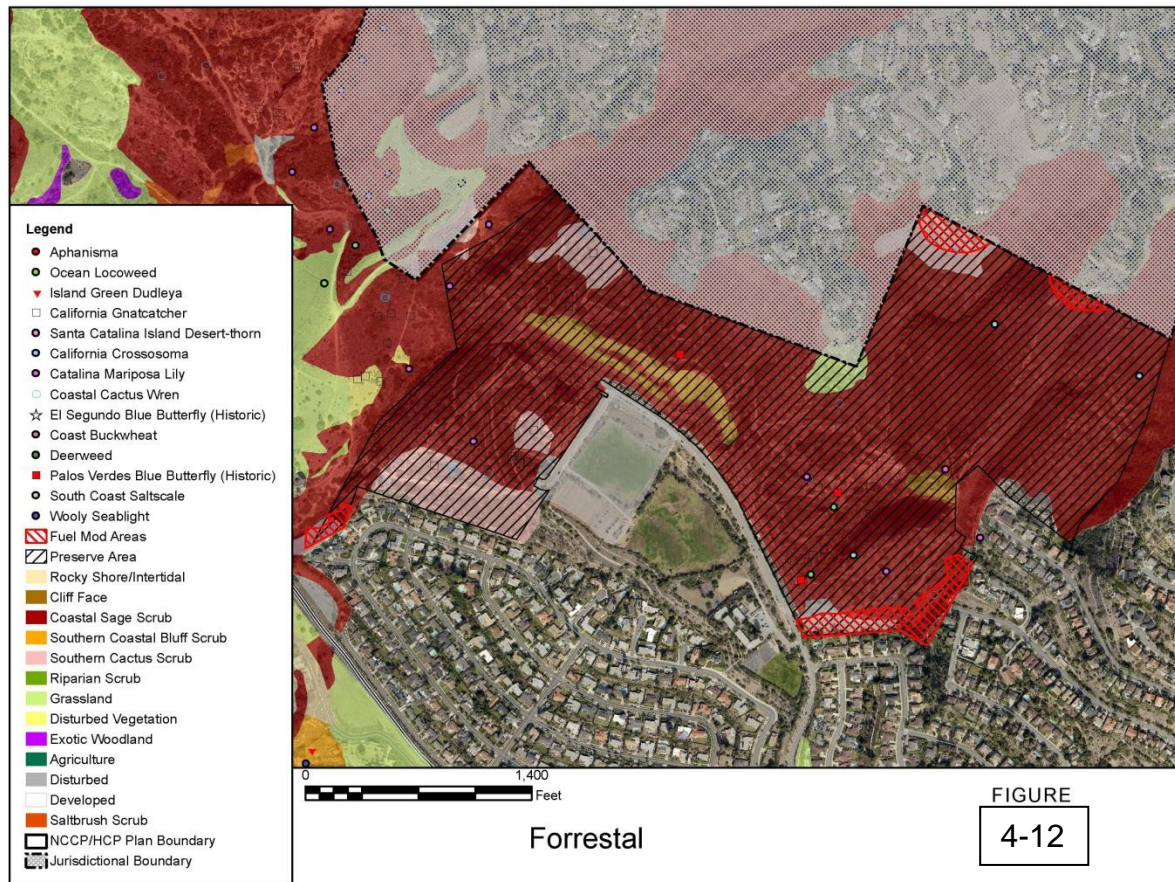 Legend
Aphanisma
Ocean Locoweed
Island Green Dudleya
California Gnatcatcher
Santa Catalina Island Desert-thorn
California Crossosoma
Catalina Mariposa Lily
Coastal Cactus Wren
El Segundo Blue Butterfly (Historic)
Coast Buckwheat
Deerweed
Palos Verdes Blue Butterfly (Historic)
South Coast Saltscale
Wooly Seablight
Fuel Mod Areas
Preserve Area
Rocky Shore/Intertidal
Cliff Face
Coastal Sage Scrub
Southern Coastal Bluff Scrub
Southern Cactus Scrub
Riparian Scrub
Grassland
Disturbed Vegetation
Exotic Woodland
Agriculture
Disturbed
Developed
Saltbrush Scrub
NCCP/HCP Plan Boundary
Jurisdictional Boundary
0 1,400
Feet
Forrestal
FIGURE
4-12